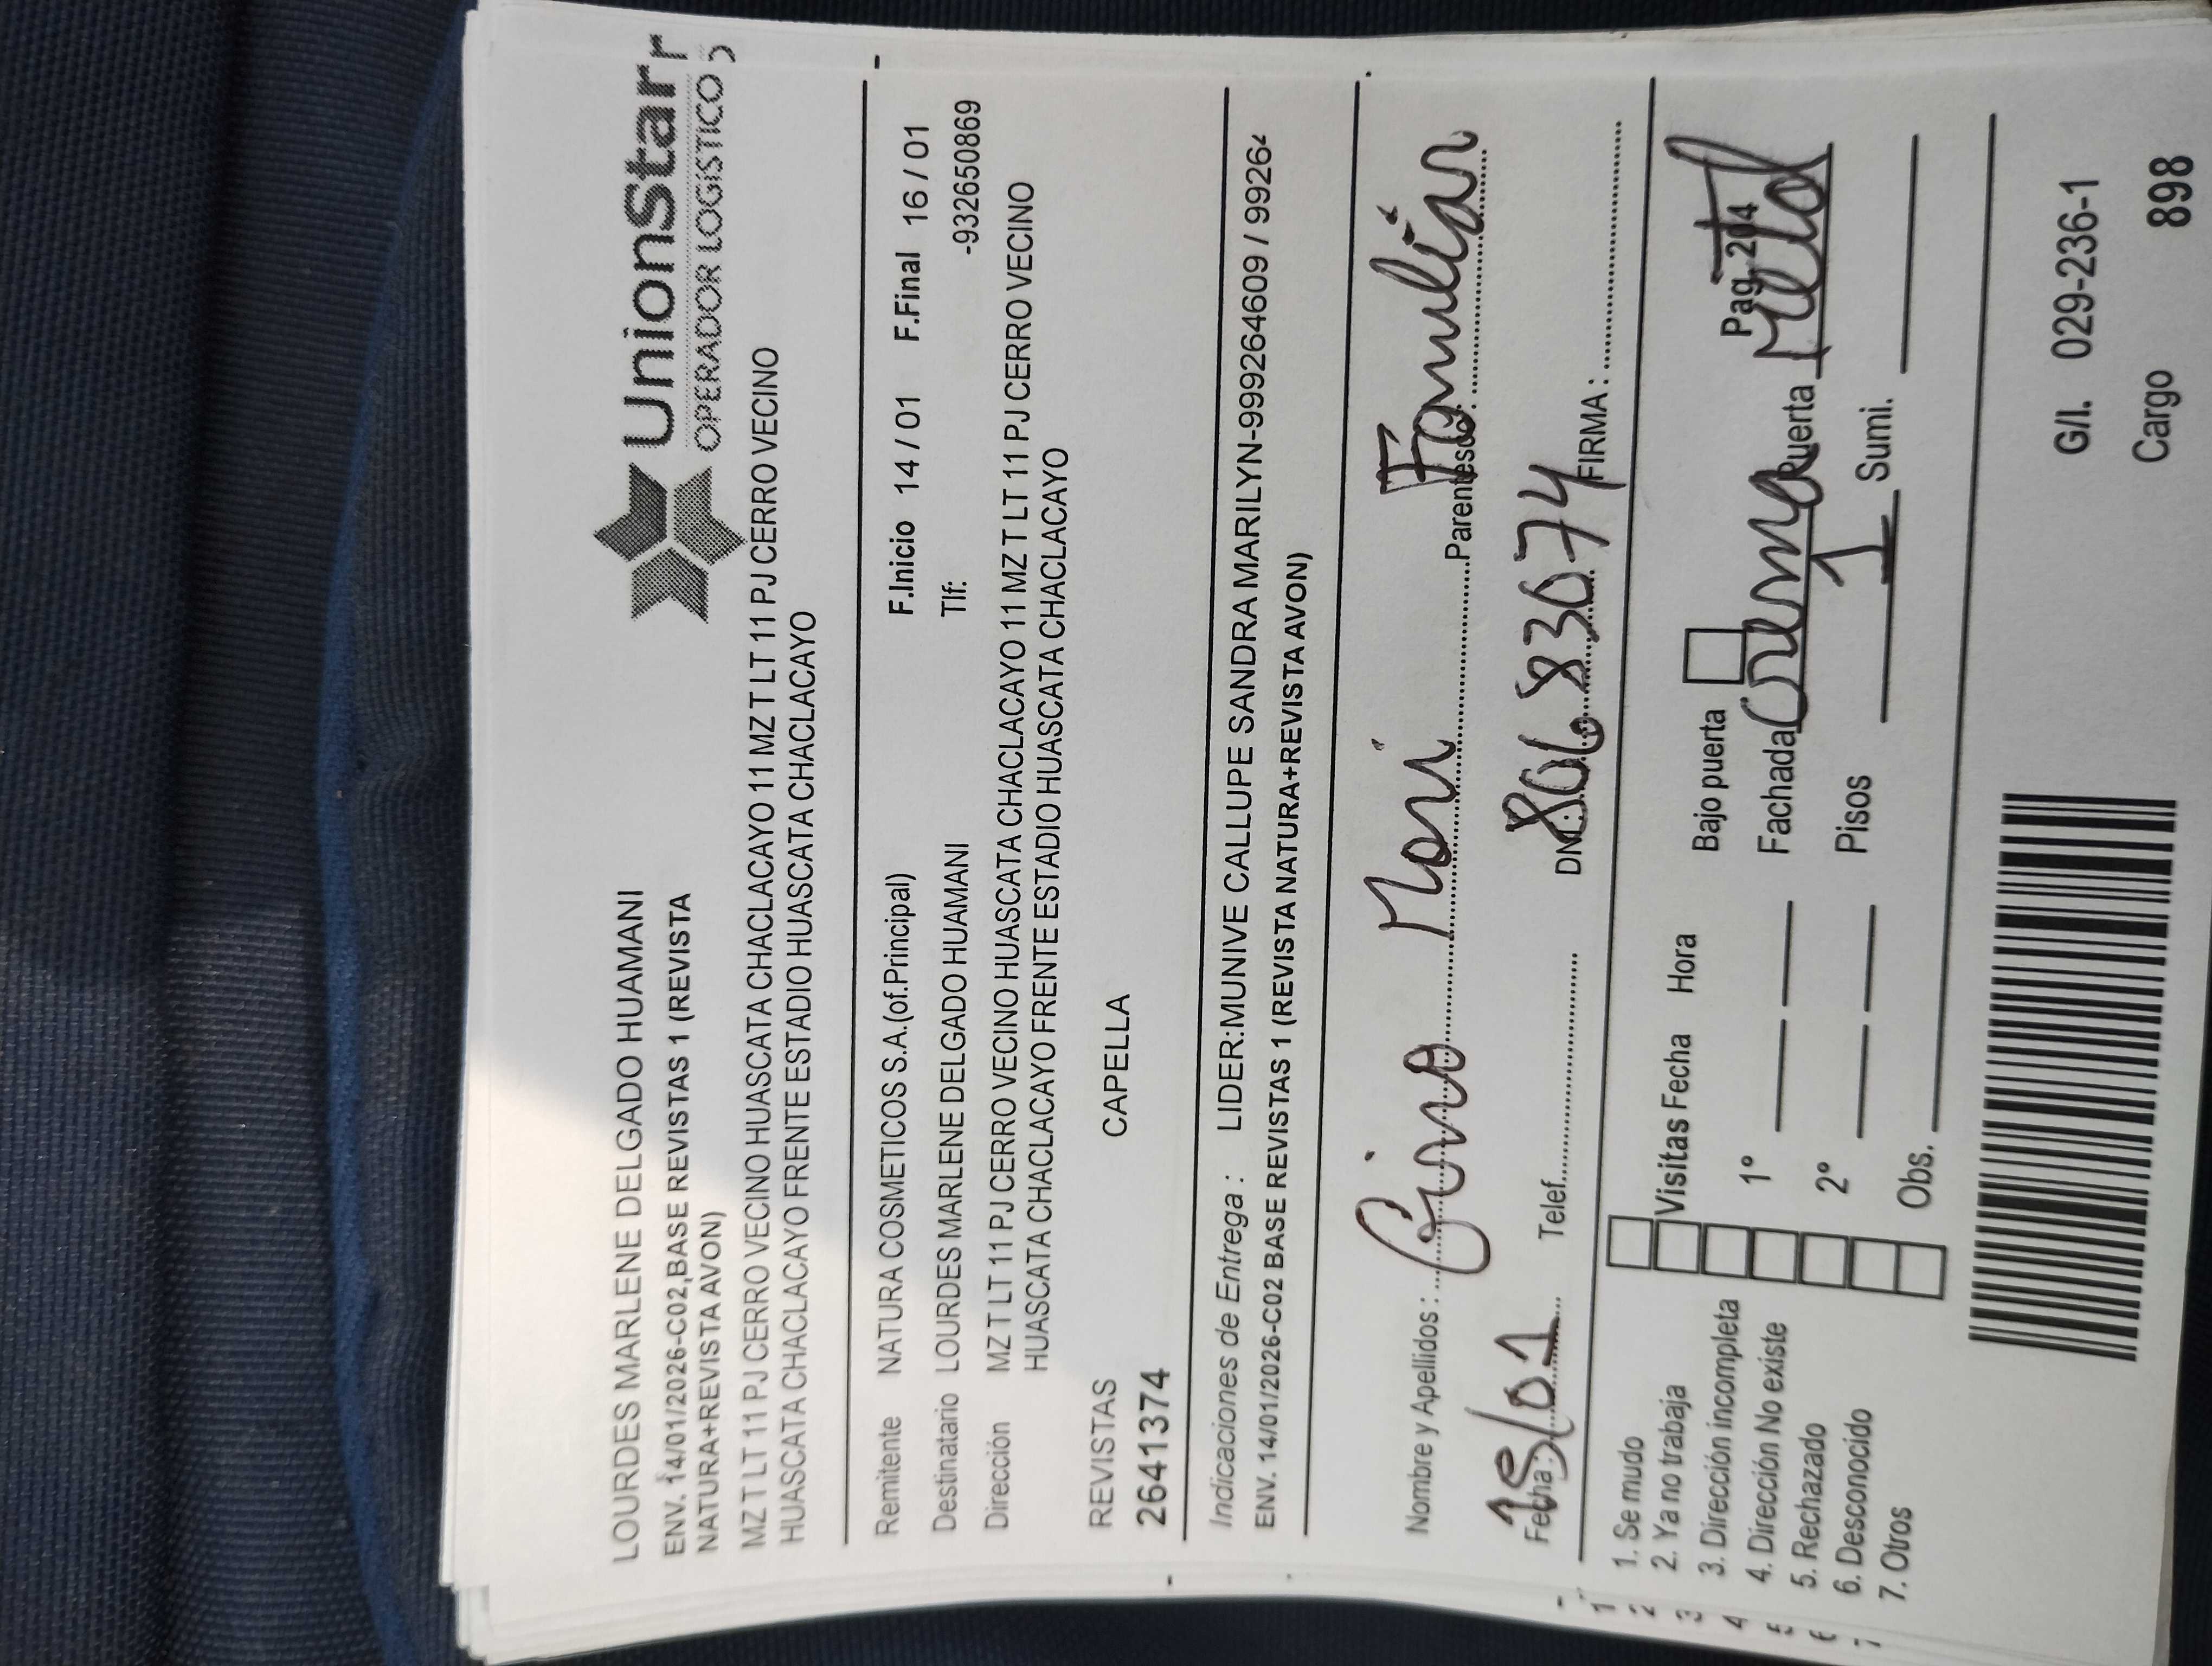 LOURDES MARLENE DELGADO HUAMANI
ENV. 14/01/2026-C02,BASE REVISTAS 1 (REVISTA
NATURA+REVISTA AVON)
UnionStar
OPERADOR LOGÍSTICO
MZ T LT 11 PJ CERRO VECINO HUASCATA CHACLACAYO 11 MZ T LT 11 PJ CERRO VECINO
HUASCATA CHACLACAYO FRENTE ESTADIO HUASCATA CHACLACAYO
Remitente NATURA COSMETICOS S.A.(of.Principal) F.Inicio 14 / 01 F.Final 16 / 01
Destinatario LOURDES MARLENE DELGADO HUAMANI Tlf: -932650869
Dirección MZ T LT 11 PJ CERRO VECINO HUASCATA CHACLACAYO 11 MZ T LT 11 PJ CERRO VECINO
HUASCATA CHACLACAYO FRENTE ESTADIO HUASCATA CHACLACAYO
REVISTAS CAPELLA
2641374
Indicaciones de Entrega : LIDER:MUNIVE CALLUPE SANDRA MARILYN-999264609 / 99264
ENV. 14/01/2026-C02 BASE REVISTAS 1 (REVISTA NATURA+REVISTA AVON)
Nombre y Apellidos : Gino Mori Parentesco: Familiar
Fecha : 15/01 Telef. DNI: 80683074 FIRMA :
1. Se mudo
2. Ya no trabaja
3. Dirección incompleta
4. Dirección No existe
5. Rechazado
6. Desconocido
7. Otros
Visitas Fecha Hora Bajo puerta Pag. 204
1° Fachada Crema Puerta Metal
2° Pisos 1 Sumi.
Obs.
G/I. 029-236-1
Cargo 898